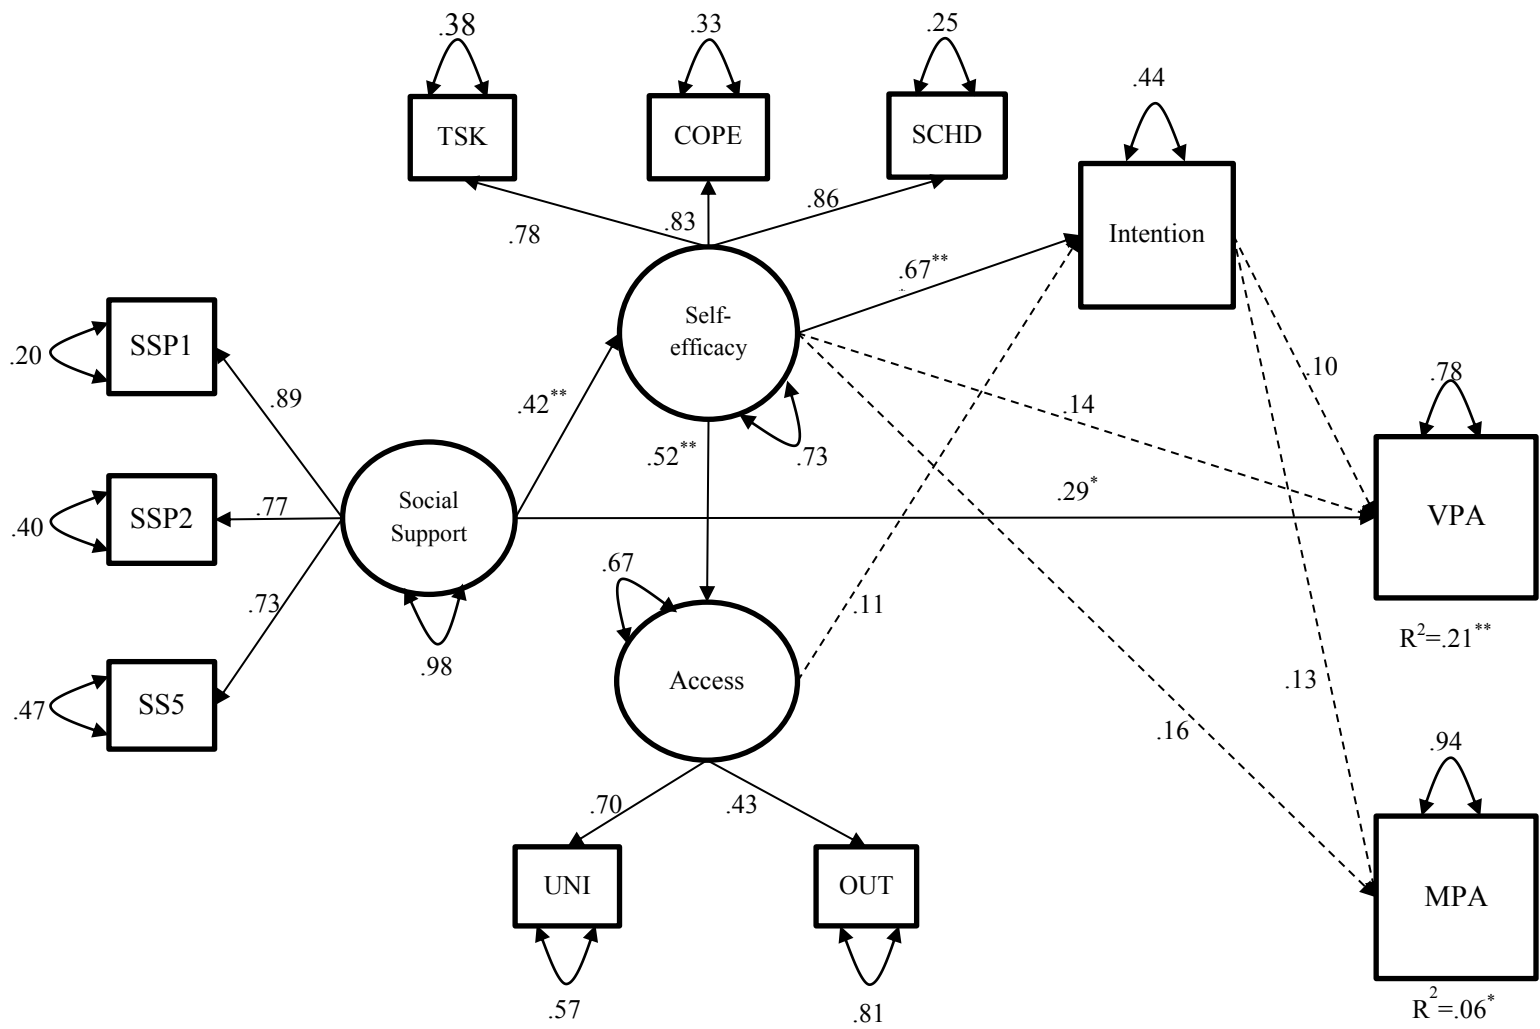 .38
.33
.25
.44
TSK
COPE
SCHD
.78
.83
.86
Intention
.67**
Self-
efficacy
.20
SSP1
.89
.42**
.52**
.73
.14
.10
.78
.40
SSP2
.77
Social
Support
.29*
VPA
R²=.21**
.67
.11
.73
.98
.47
SS5
Access
.13
.16
.94
.70
.43
UNI
OUT
MPA
.57
.81
R²=.06*